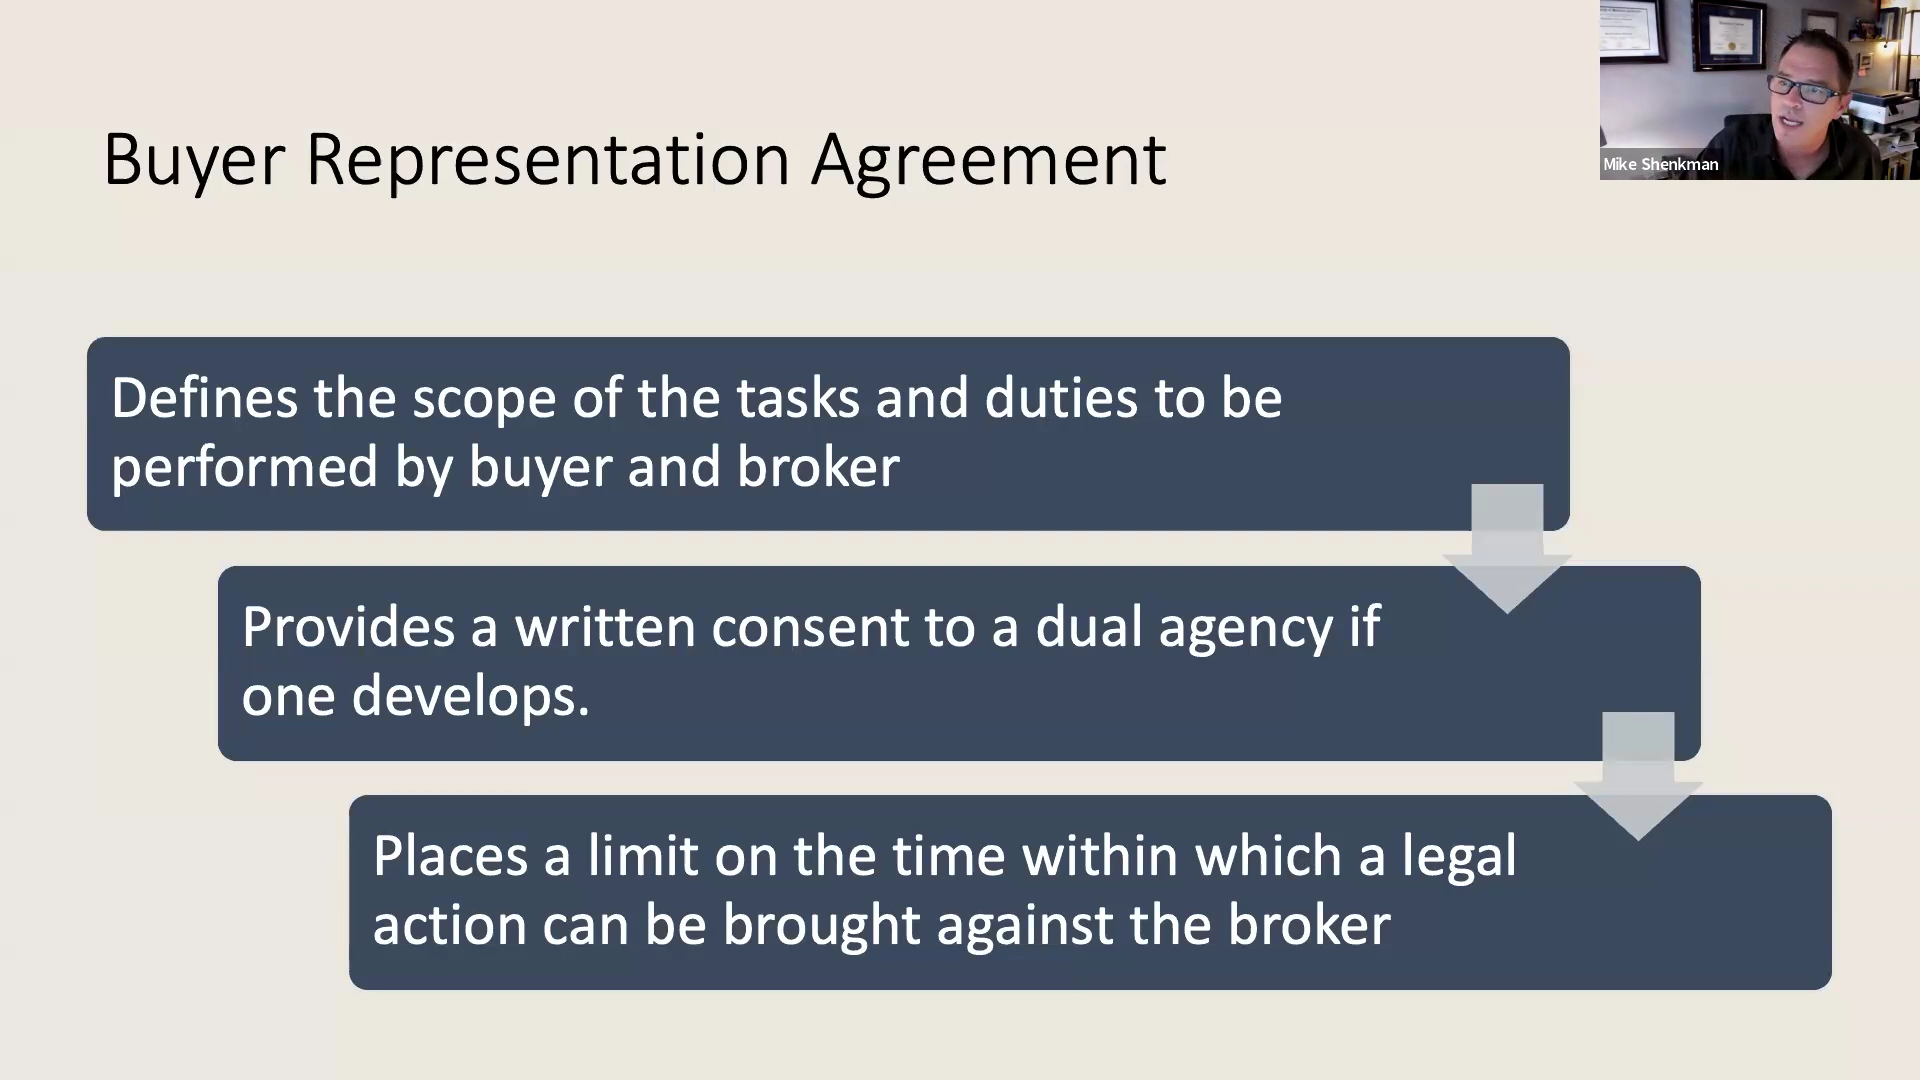 Mike Shenkman
Buyer Representation Agreement
Defines the scope of the tasks and duties to be
performed by buyer and broker
Provides a written consent to a dual agency if
one develops.
Places a limit on the time within which a legal
action can be brought against the broker